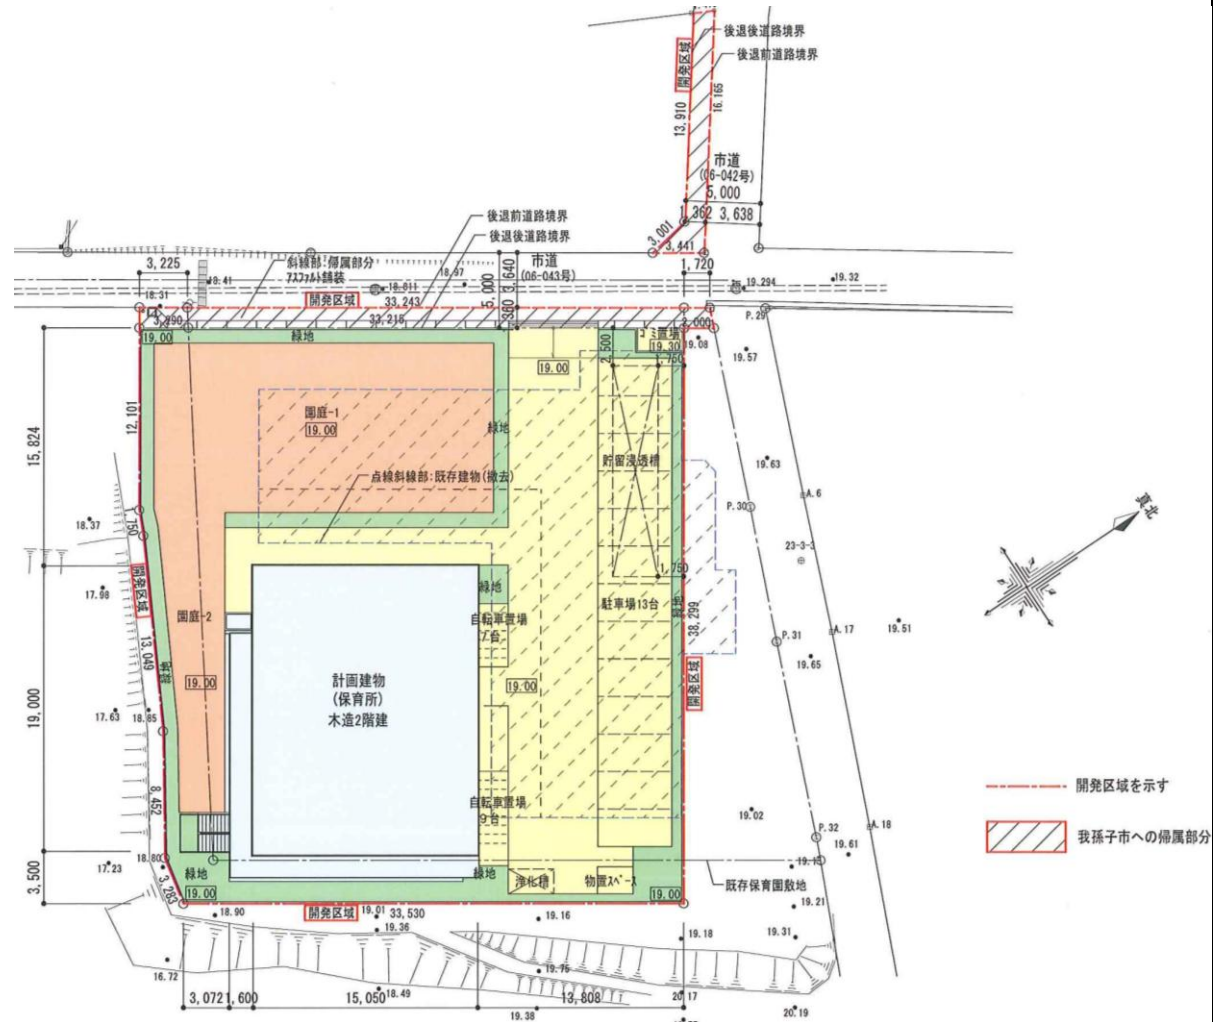 後退後道路境界
後退前道路境界
開発区域
13,910
16.165
市道
(06-042号)
5,000
1,362 3,638
3,001
3,441
後退前道路境界
後退後道路境界
市道
(06-043号)
斜線部:帰属部分
アスファルト舗装
3,225
18.41
18.97
18.811
18.31
開発区域
33,243
5,000
3,640
360
1,720
19.294
19.32
3,290
33,215
2,000
P.29
19.00
緑地
ゴミ置場
19.30
19.08
19.57
2,500
1,750
19.00
園庭-1
19.00
緑地
12,101
15,824
点線斜線部:既存建物(撤去)
貯留浸透槽
19.63
A.6
P.30
23-3-3
真北
18.37
750
開発区域
17.98
1,750
緑地
駐車場13台
緑地
38,299
自転車置場
7台
園庭-2
13,049
緑地
19.00
19.00
計画建物
(保育所)
木造2階建
P.31
A.17
19.51
19.65
開発区域
19,000
17.63
18.85
8,452
自転車置場
9台
19.02
P.32
A.18
19.61
開発区域を示す
我孫子市への帰属部分
3,500
17.23
18.80
3,283
緑地
19.00
緑地
浄化槽
物置スペース
19.00
既存保育園敷地
19.21
18.90
開発区域
19.01
33,530
19.36
19.16
19.18
19.31
16.72
19.75
18.49
20.17
3,072
1,600
15,050
13,808
19.38
20.19